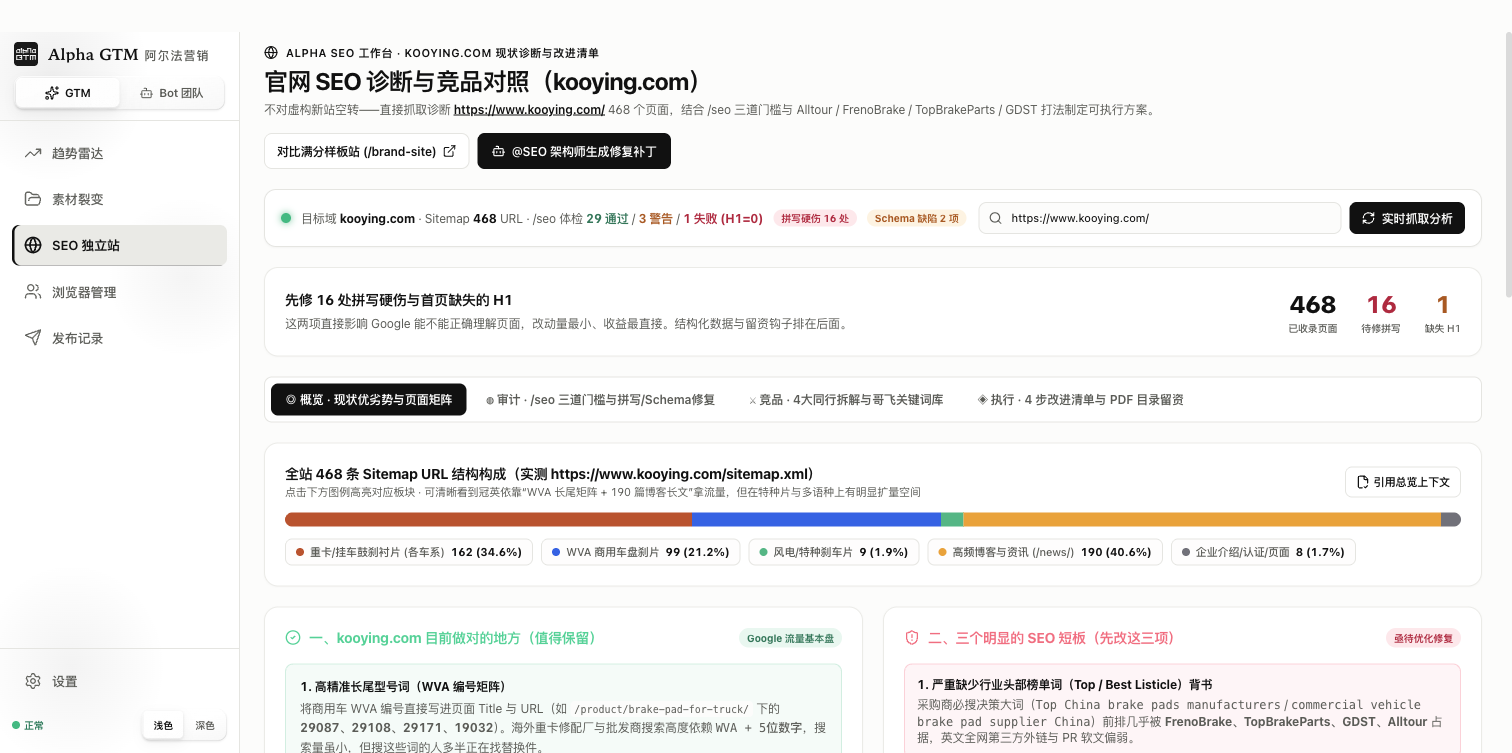 alpha GTM
Alpha GTM 阿尔法营销
GTM
Bot 团队
趋势雷达
素材裂变
SEO 独立站
浏览器管理
发布记录
设置
正常
浅色
深色
ALPHA SEO 工作台 · KOOYING.COM 现状诊断与改进清单
官网 SEO 诊断与竞品对照（kooying.com）
不对虚构新站空转——直接抓取诊断 https://www.kooying.com/ 468 个页面，结合 /seo 三道门槛与 Alltour / FrenoBrake / TopBrakeParts / GDST 打法制定可执行方案。
对比满分样板站 (/brand-site)
@SEO 架构师生成修复补丁
目标域 kooying.com · Sitemap 468 URL · /seo 体检 29 通过 / 3 警告 / 1 失败 (H1=0)
拼写硬伤 16 处
Schema 缺陷 2 项
https://www.kooying.com/
实时抓取分析
先修 16 处拼写硬伤与首页缺失的 H1
这两项直接影响 Google 能不能正确理解页面，改动量最小、收益最直接。结构化数据与留资钩子排在后面。
468
已收录页面
16
待修拼写
1
缺失 H1
◎ 概览 · 现状优劣势与页面矩阵
◍ 审计 · /seo 三道门槛与拼写/Schema修复
⚔ 竞品 · 4大同行拆解与哥飞关键词库
◈ 执行 · 4 步改进清单与 PDF 目录留资
全站 468 条 Sitemap URL 结构构成（实测 https://www.kooying.com/sitemap.xml）
点击下方图例高亮对应板块 · 可清晰看到冠英依靠“WVA 长尾矩阵 + 190 篇博客长文”拿流量，但在特种片与多语种上有明显扩量空间
引用总览上下文
重卡/挂车鼓刹衬片 (各车系) 162 (34.6%)
WVA 商用车盘刹片 99 (21.2%)
风电/特种刹车片 9 (1.9%)
高频博客与资讯 (/news/) 190 (40.6%)
企业介绍/认证/页面 8 (1.7%)
一、kooying.com 目前做对的地方（值得保留）
Google 流量基本盘
1. 高精准长尾型号词（WVA 编号矩阵）
将商用车 WVA 编号直接写进页面 Title 与 URL（如 /product/brake-pad-for-truck/ 下的
29087、29108、29171、19032）。海外重卡修配厂与批发商搜索高度依赖 WVA + 5位数字，搜
索量虽小，但搜这些词的人多半正在找替换件。
二、三个明显的 SEO 短板（先改这三项）
亟待优化修复
1. 严重缺少行业头部榜单词（Top / Best Listicle）背书
采购商必搜决策大词（Top China brake pads manufacturers / commercial vehicle
brake pad supplier China）前排几乎被 FrenoBrake、TopBrakeParts、GDST、Alltour 占
据，英文全网第三方外链与 PR 软文偏弱。